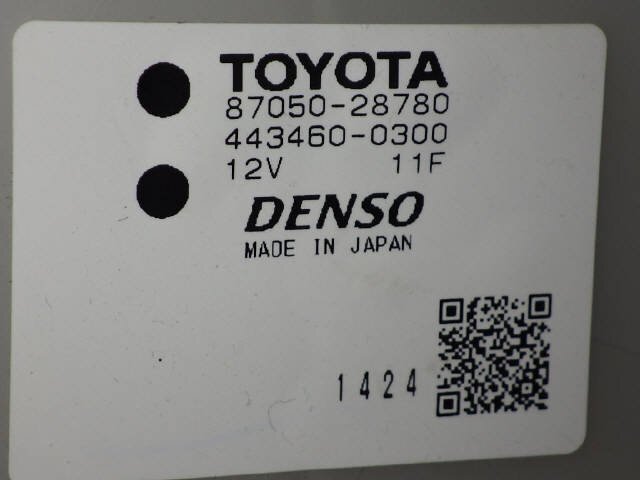 TOYOTA
87050-28780
443460-0300
12V 11F
DENSO
MADE IN JAPAN
1424